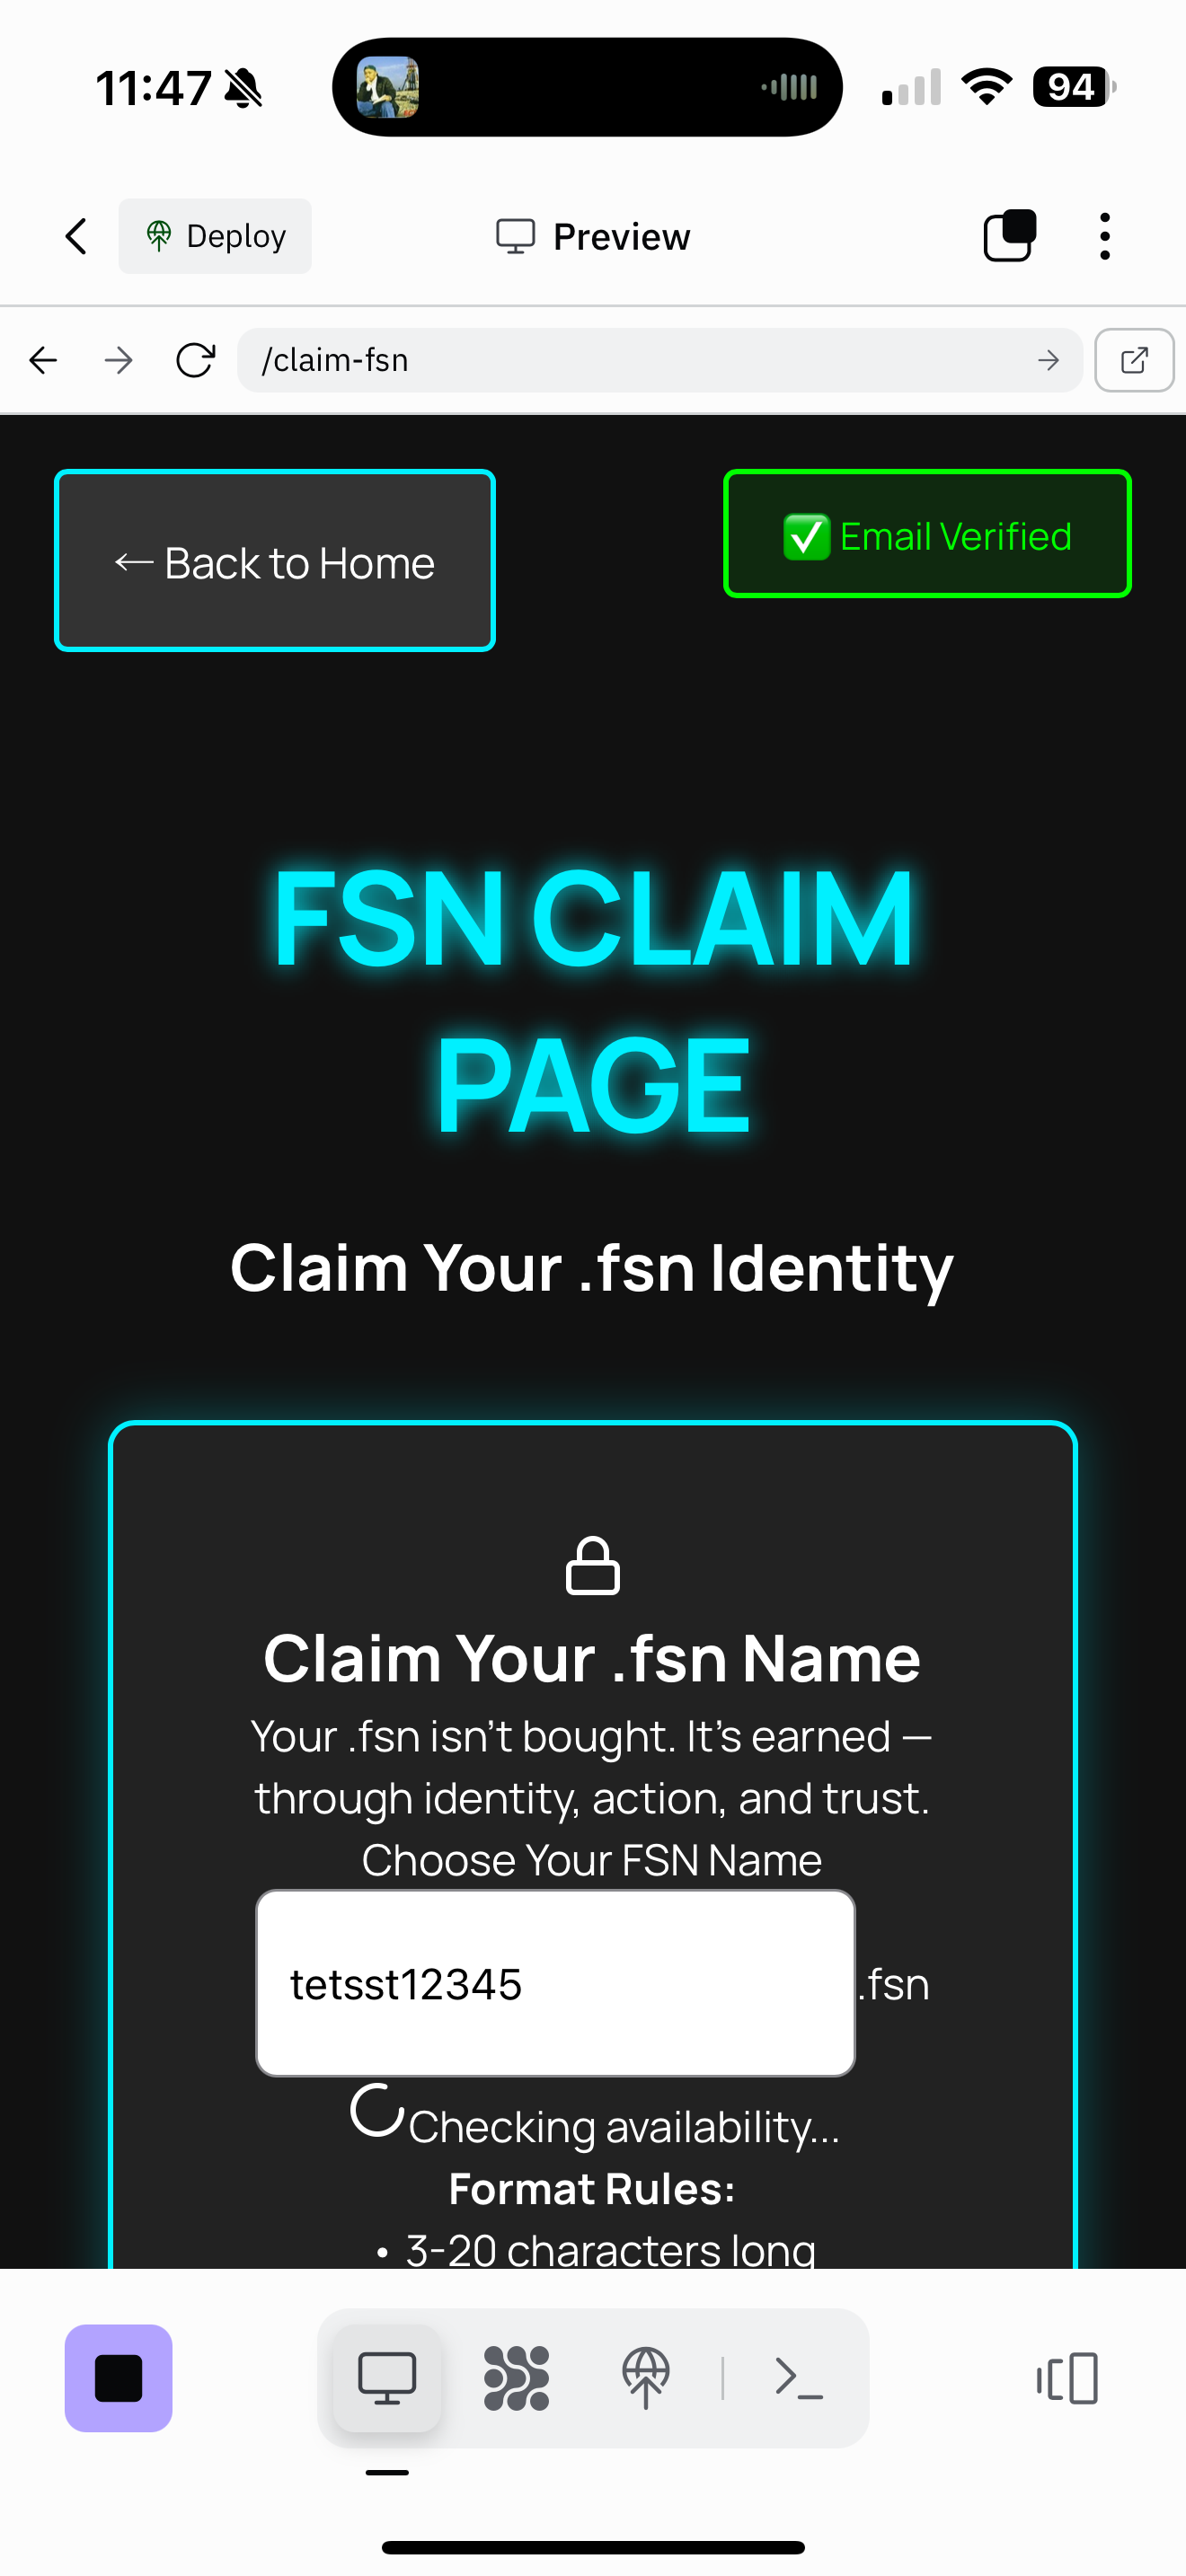 11:47
94
Deploy
Preview
/claim-fsn
← Back to Home
✅ Email Verified
FSN CLAIM
PAGE
Claim Your .fsn Identity
Claim Your .fsn Name
Your .fsn isn't bought. It's earned —
through identity, action, and trust.
Choose Your FSN Name
tetsst12345
.fsn
Checking availability...
Format Rules:
• 3-20 characters long